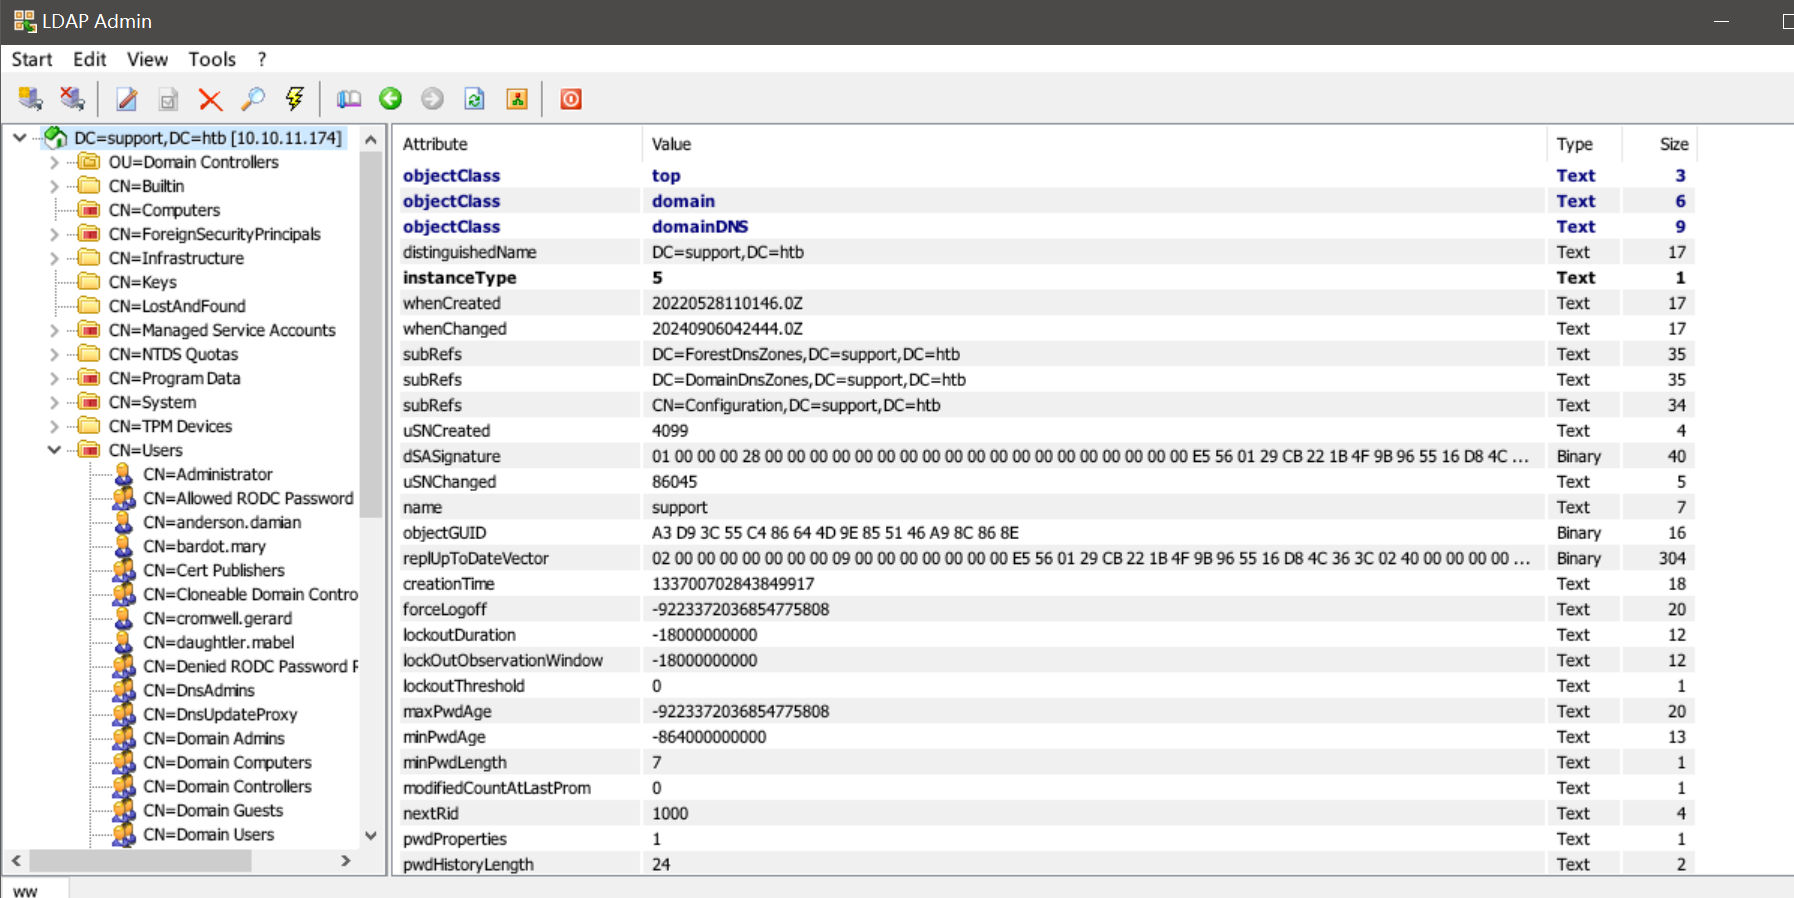 LDAP Admin
Start Edit View Tools ?
DC=support,DC=htb [10.10.11.174]
OU=Domain Controllers
CN=Builtin
CN=Computers
CN=ForeignSecurityPrincipals
CN=Infrastructure
CN=Keys
CN=LostAndFound
CN=Managed Service Accounts
CN=NTDS Quotas
CN=Program Data
CN=System
CN=TPM Devices
CN=Users
CN=Administrator
CN=Allowed RODC Password
CN=anderson.damian
CN=bardot.mary
CN=Cert Publishers
CN=Cloneable Domain Contro
CN=cromwell.gerard
CN=daughtler.mabel
CN=Denied RODC Password F
CN=DnsAdmins
CN=DnsUpdateProxy
CN=Domain Admins
CN=Domain Computers
CN=Domain Controllers
CN=Domain Guests
CN=Domain Users
Attribute Value Type Size
objectClass top Text 3
objectClass domain Text 6
objectClass domainDNS Text 9
distinguishedName DC=support,DC=htb Text 17
instanceType 5 Text 1
whenCreated 20220528110146.0Z Text 17
whenChanged 20240906042444.0Z Text 17
subRefs DC=ForestDnsZones,DC=support,DC=htb Text 35
subRefs DC=DomainDnsZones,DC=support,DC=htb Text 35
subRefs CN=Configuration,DC=support,DC=htb Text 34
uSNCreated 4099 Text 4
dSASignature 01 00 00 00 28 00 00 00 00 00 00 00 00 00 00 00 00 00 00 00 00 00 00 00 E5 56 01 29 CB 22 1B 4F 9B 96 55 16 D8 4C ... Binary 40
uSNChanged 86045 Text 5
name support Text 7
objectGUID A3 D9 3C 55 C4 86 64 4D 9E 85 51 46 A9 8C 86 8E Binary 16
replUpToDateVector 02 00 00 00 00 00 00 00 09 00 00 00 00 00 00 00 E5 56 01 29 CB 22 1B 4F 9B 96 55 16 D8 4C 36 3C 02 40 00 00 00 00 ... Binary 304
creationTime 133700702843849917 Text 18
forceLogoff -9223372036854775808 Text 20
lockoutDuration -18000000000 Text 12
lockOutObservationWindow -18000000000 Text 12
lockoutThreshold 0 Text 1
maxPwdAge -9223372036854775808 Text 20
minPwdAge -864000000000 Text 13
minPwdLength 7 Text 1
modifiedCountAtLastProm 0 Text 1
nextRid 1000 Text 4
pwdProperties 1 Text 1
pwdHistoryLength 24 Text 2
ww